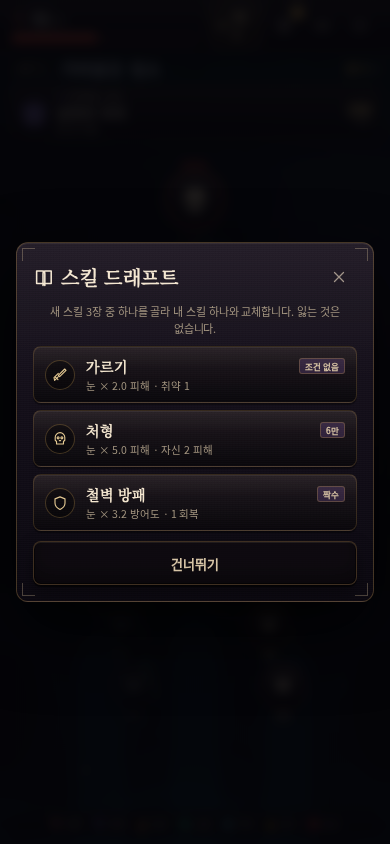 스킬 드래프트
새 스킬 3장 중 하나를 골라 내 스킬 하나와 교체합니다. 잃는 것은
없습니다.
가르기
조건 없음
눈 × 2.0 피해 · 취약 1
처형
6만
눈 × 5.0 피해 · 자신 2 피해
철벽 방패
짝수
눈 × 3.2 방어도 · 1 회복
건너뛰기